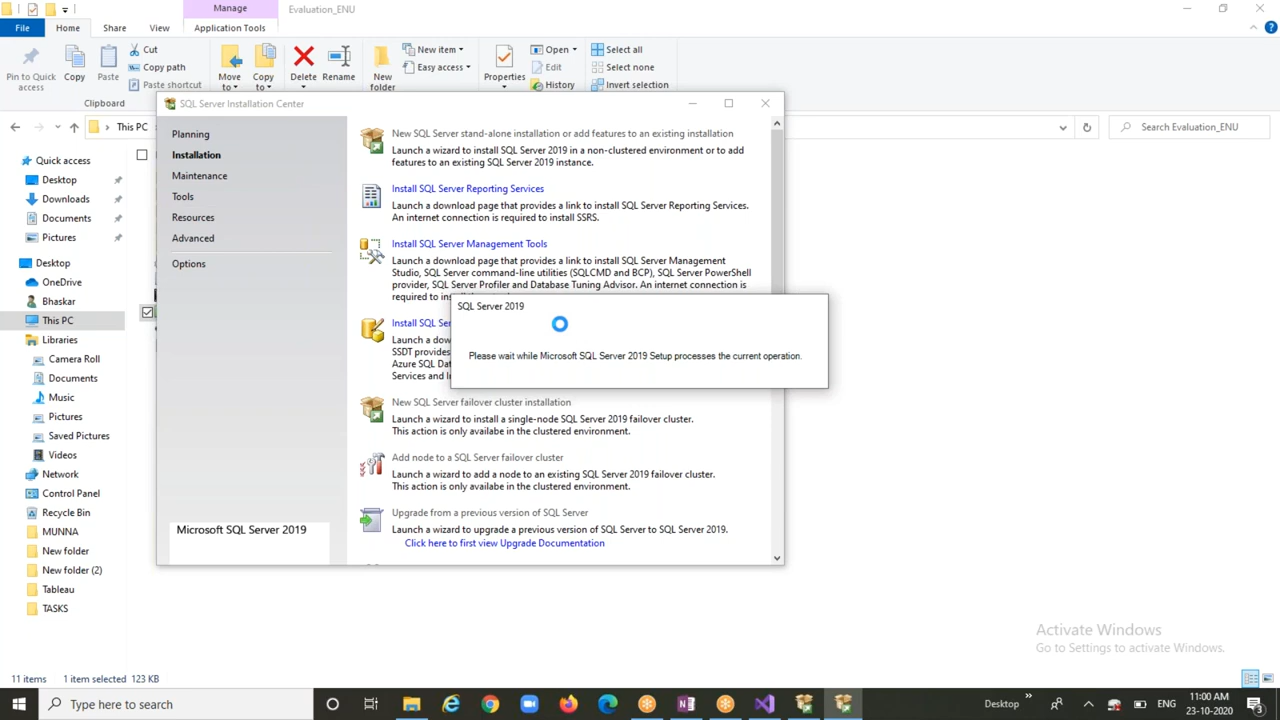 Manage
Evaluation_ENU
File
Home
Share
View
Application Tools
Pin to Quick
access
Copy
Paste
Cut
Copy path
Paste shortcut
Clipboard
Move
to
Copy
to
Delete
Rename
New
folder
New item
Easy access
Properties
Open
Edit
History
Select all
Select none
Invert selection
This PC
Search Evaluation_ENU
Quick access
Desktop
Downloads
Documents
Pictures
Desktop
OneDrive
Bhaskar
This PC
Libraries
Camera Roll
Documents
Music
Pictures
Saved Pictures
Videos
Network
Control Panel
Recycle Bin
MUNNA
New folder
New folder (2)
Tableau
TASKS
SQL Server Installation Center
Planning
Installation
Maintenance
Tools
Resources
Advanced
Options
Microsoft SQL Server 2019
New SQL Server stand-alone installation or add features to an existing installation
Launch a wizard to install SQL Server 2019 in a non-clustered environment or to add
features to an existing SQL Server 2019 instance.
Install SQL Server Reporting Services
Launch a download page that provides a link to install SQL Server Reporting Services.
An internet connection is required to install SSRS.
Install SQL Server Management Tools
Launch a download page that provides a link to install SQL Server Management
Studio, SQL Server command-line utilities (SQLCMD and BCP), SQL Server PowerShell
provider, SQL Server Profiler and Database Tuning Advisor. An internet connection is
required to
Install SQL
Launch a
SSDT provides
Azure SQL
Services and
SQL Server 2019
Please wait while Microsoft SQL Server 2019 Setup processes the current operation.
New SQL Server failover cluster installation
Launch a wizard to install a single-node SQL Server 2019 failover cluster.
This action is only availabe in the clustered environment.
Add node to a SQL Server failover cluster
Launch a wizard to add a node to an existing SQL Server 2019 failover cluster.
This action is only availabe in the clustered environment.
Upgrade from a previous version of SQL Server
Launch a wizard to upgrade a previous version of SQL Server to SQL Server 2019.
Click here to first view Upgrade Documentation
Activate Windows
Go to Settings to activate Windows.
11 items
1 item selected 123 KB
Type here to search
Desktop
ENG
11:00 AM
23-10-2020
3